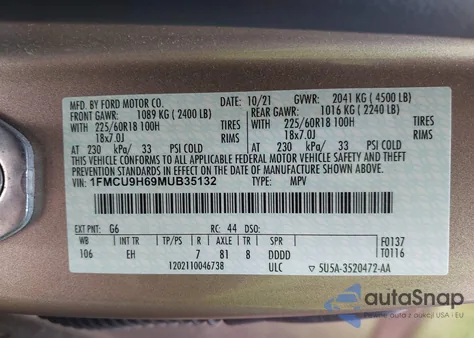 MFD. BY FORD MOTOR CO. 10/21 GVWR: 2041 KG ( 4500 LB)
FRONT GAWR: 1089 KG ( 2400 LB) REAR GAWR: 1016 KG ( 2240 LB)
WITH 225/60R18 100H TIRES WITH 225/60R18 100H TIRES
18x7.0J RIMS 18x7.0J RIMS
AT 230 kPa/ 33 PSI COLD AT 230 kPa/ 33 PSI COLD
THIS VEHICLE CONFORMS TO ALL APPLICABLE FEDERAL MOTOR VEHICLE SAFETY, BUMPER, AND THEFT PREVENTION STANDARDS IN EFFECT ON THE DATE OF MANUFACTURE SHOWN ABOVE.
VIN: 1FMCU9H69MUB35132 TYPE: MPV
EXT PNT: G6 RC: 44 DSO:
WB INT TR TP/PS R AXLE TR SPR F0137
106 EH 7 81 8 DDDD T0116
1202110046738 ULC ▽ 5U5A-3520472-AA
autoSnap
www.autosnap.com